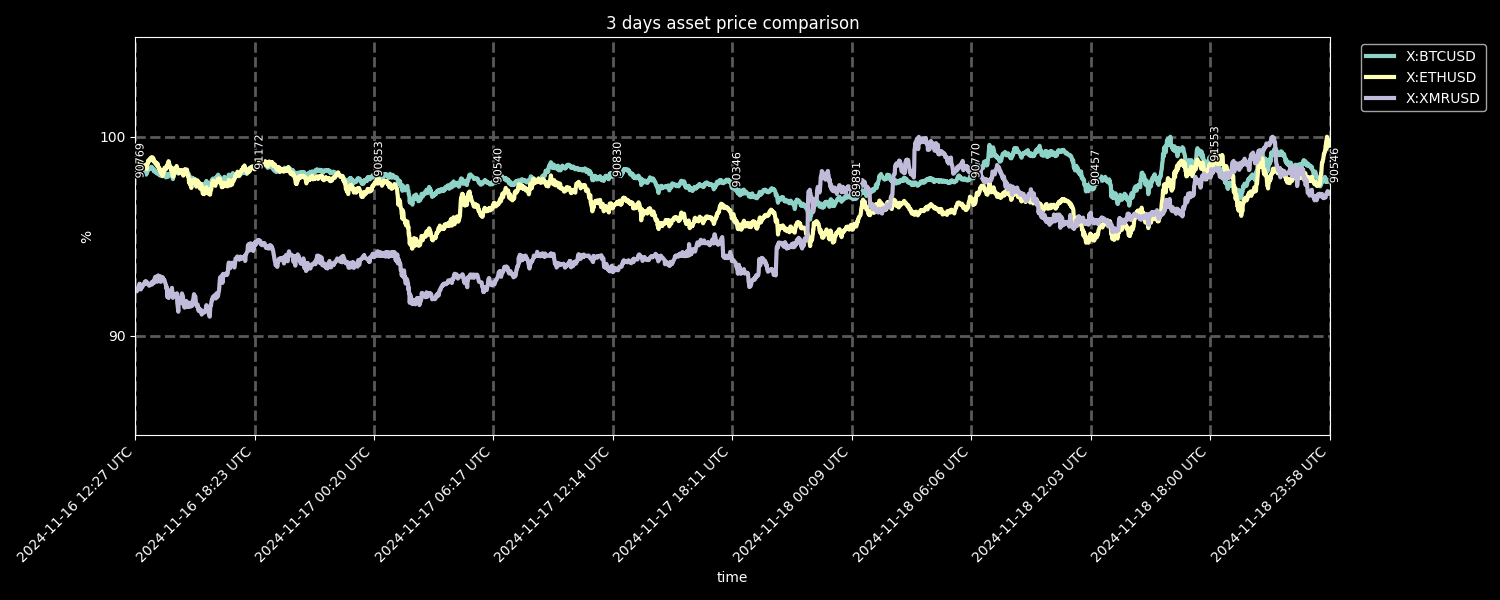 3 days asset price comparison
X:BTCUSD
X:ETHUSD
X:XMRUSD
100
90
%
90769
91172
90853
90540
90830
90346
89891
90770
90457
91553
90546
2024-11-16 12:27 UTC
2024-11-16 18:23 UTC
2024-11-17 00:20 UTC
2024-11-17 06:17 UTC
2024-11-17 12:14 UTC
2024-11-17 18:11 UTC
2024-11-18 00:09 UTC
2024-11-18 06:06 UTC
2024-11-18 12:03 UTC
2024-11-18 18:00 UTC
2024-11-18 23:58 UTC
time